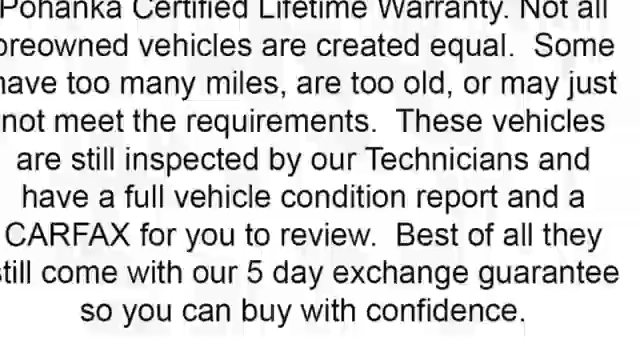 Pohanka Certified Lifetime Warranty. Not all
preowned vehicles are created equal.  Some
have too many miles, are too old, or may just
not meet the requirements.  These vehicles
are still inspected by our Technicians and
have a full vehicle condition report and a
CARFAX for you to review.  Best of all they
still come with our 5 day exchange guarantee
so you can buy with confidence.